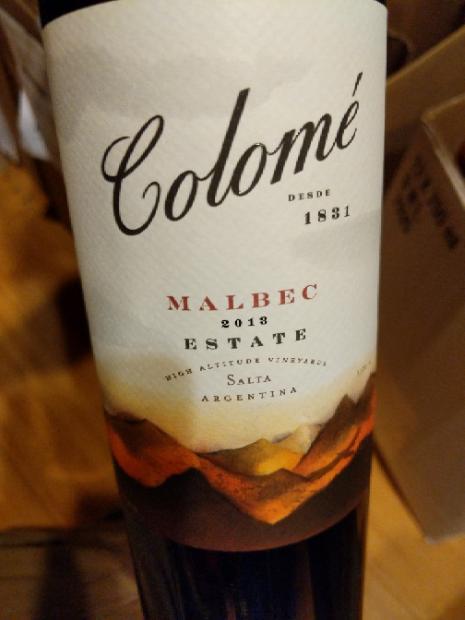 Colomé
DESDE
1831
MALBEC
2013
ESTATE
HIGH ALTITUDE VINEYARDS
SALTA
ARGENTINA